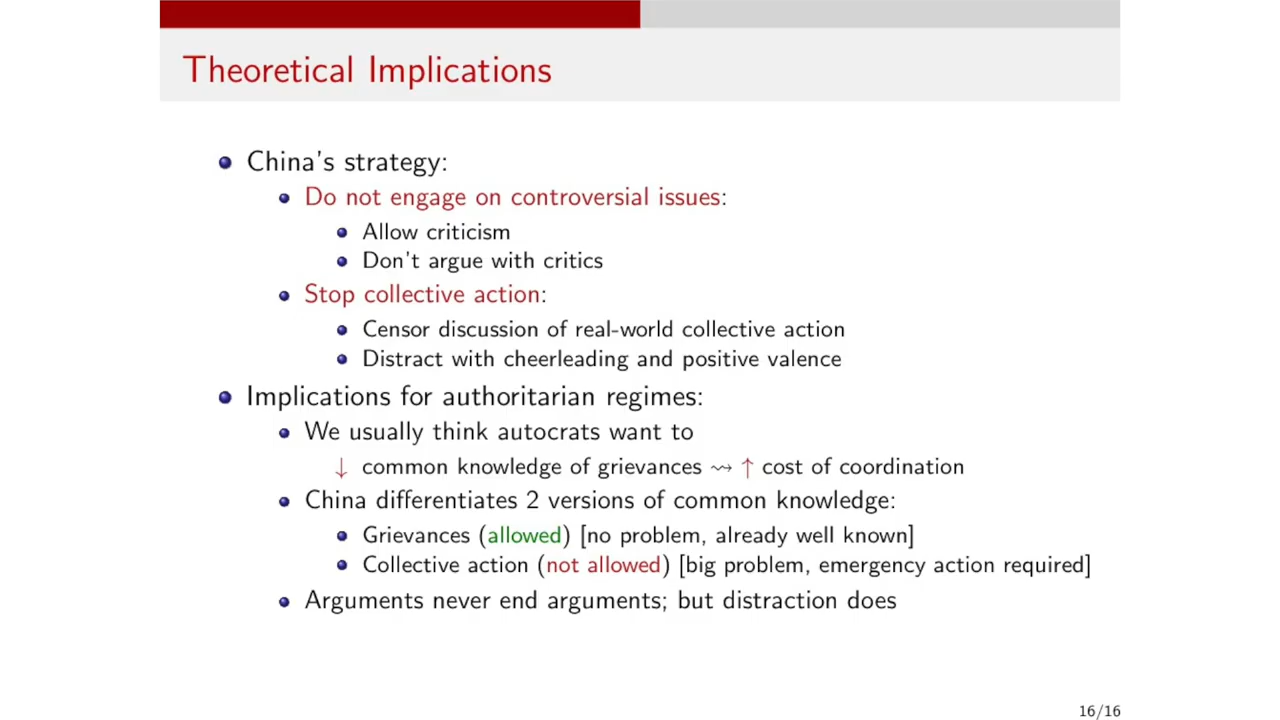 Theoretical Implications
China's strategy:
Do not engage on controversial issues:
Allow criticism
Don't argue with critics
Stop collective action:
Censor discussion of real-world collective action
Distract with cheerleading and positive valence
Implications for authoritarian regimes:
We usually think autocrats want to
↓ common knowledge of grievances ⇝ ↑ cost of coordination
China differentiates 2 versions of common knowledge:
Grievances (allowed) [no problem, already well known]
Collective action (not allowed) [big problem, emergency action required]
Arguments never end arguments; but distraction does
16/16